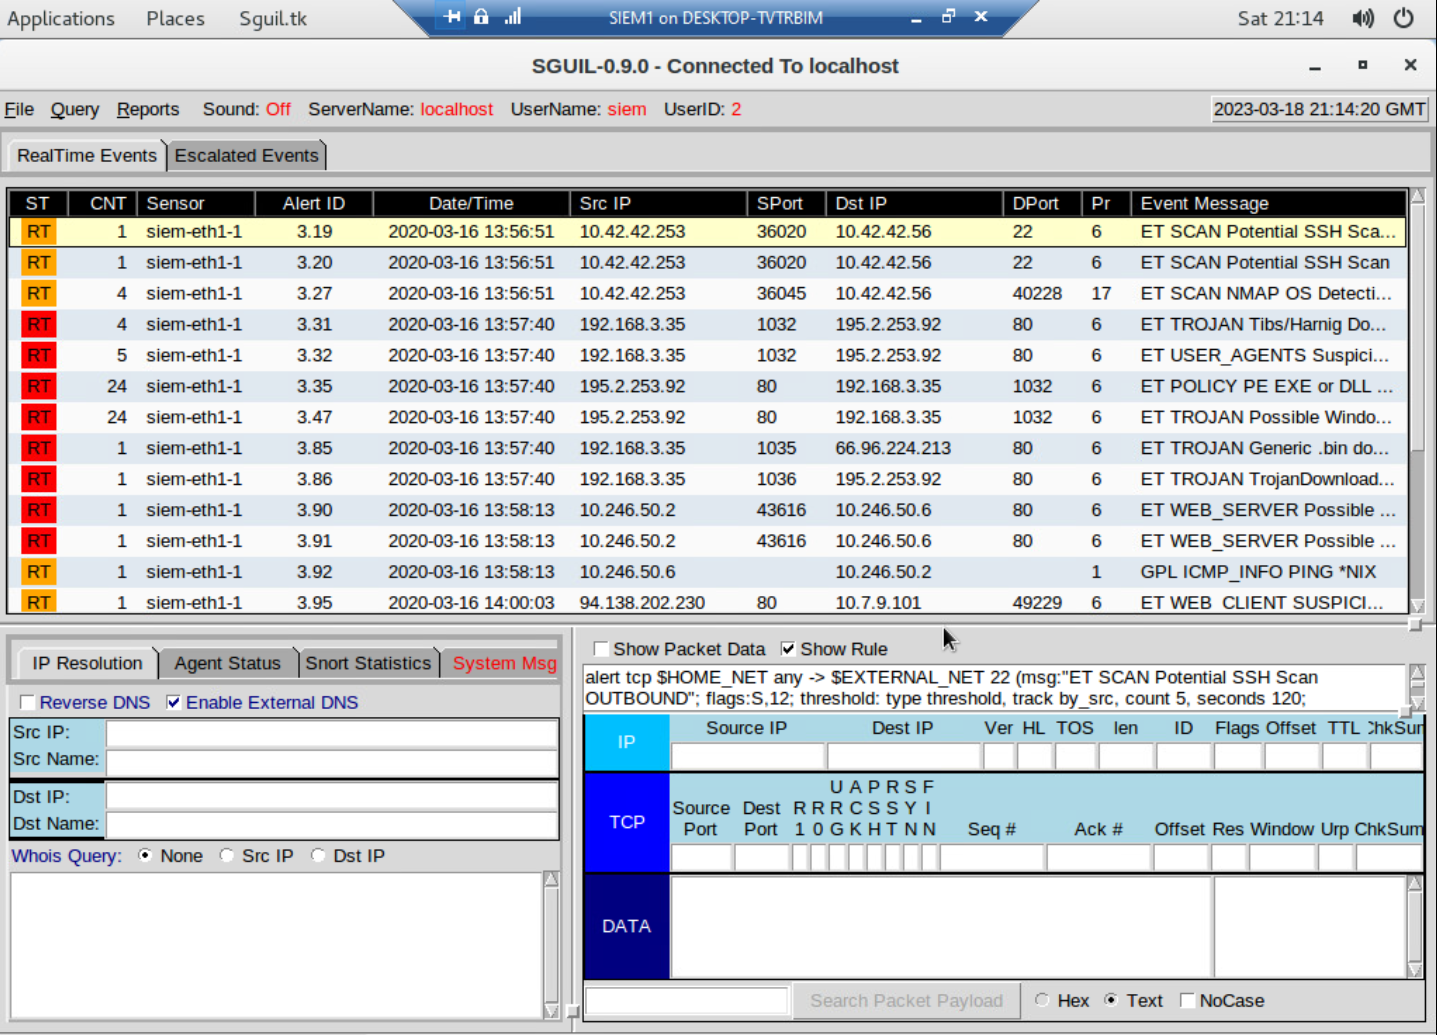 Applications Places Sguil.tk SIEM1 on DESKTOP-TVTRBIM Sat 21:14
SGUIL-0.9.0 - Connected To localhost
File Query Reports Sound: Off ServerName: localhost UserName: siem UserID: 2 2023-03-18 21:14:20 GMT
RealTime Events Escalated Events
ST CNT Sensor Alert ID Date/Time Src IP SPort Dst IP DPort Pr Event Message
RT 1 siem-eth1-1 3.19 2020-03-16 13:56:51 10.42.42.253 36020 10.42.42.56 22 6 ET SCAN Potential SSH Sca...
RT 1 siem-eth1-1 3.20 2020-03-16 13:56:51 10.42.42.253 36020 10.42.42.56 22 6 ET SCAN Potential SSH Scan
RT 4 siem-eth1-1 3.27 2020-03-16 13:56:51 10.42.42.253 36045 10.42.42.56 40228 17 ET SCAN NMAP OS Detecti...
RT 4 siem-eth1-1 3.31 2020-03-16 13:57:40 192.168.3.35 1032 195.2.253.92 80 6 ET TROJAN Tibs/Harnig Do...
RT 5 siem-eth1-1 3.32 2020-03-16 13:57:40 192.168.3.35 1032 195.2.253.92 80 6 ET USER_AGENTS Suspici...
RT 24 siem-eth1-1 3.35 2020-03-16 13:57:40 195.2.253.92 80 192.168.3.35 1032 6 ET POLICY PE EXE or DLL ...
RT 24 siem-eth1-1 3.47 2020-03-16 13:57:40 195.2.253.92 80 192.168.3.35 1032 6 ET TROJAN Possible Windo...
RT 1 siem-eth1-1 3.85 2020-03-16 13:57:40 192.168.3.35 1035 66.96.224.213 80 6 ET TROJAN Generic .bin do...
RT 1 siem-eth1-1 3.86 2020-03-16 13:57:40 192.168.3.35 1036 195.2.253.92 80 6 ET TROJAN TrojanDownload...
RT 1 siem-eth1-1 3.90 2020-03-16 13:58:13 10.246.50.2 43616 10.246.50.6 80 6 ET WEB_SERVER Possible ...
RT 1 siem-eth1-1 3.91 2020-03-16 13:58:13 10.246.50.2 43616 10.246.50.6 80 6 ET WEB_SERVER Possible ...
RT 1 siem-eth1-1 3.92 2020-03-16 13:58:13 10.246.50.6 10.246.50.2 1 GPL ICMP_INFO PING *NIX
RT 1 siem-eth1-1 3.95 2020-03-16 14:00:03 94.138.202.230 80 10.7.9.101 49229 6 ET WEB_CLIENT SUSPICI...
IP Resolution Agent Status Snort Statistics System Msg
Reverse DNS Enable External DNS
Src IP:
Src Name:
Dst IP:
Dst Name:
Whois Query: None Src IP Dst IP
Show Packet Data Show Rule
alert tcp $HOME_NET any -> $EXTERNAL_NET 22 (msg:"ET SCAN Potential SSH Scan
OUTBOUND"; flags:S,12; threshold: type threshold, track by_src, count 5, seconds 120;
IP Source IP Dest IP Ver HL TOS len ID Flags Offset TTL ChkSum
U A P R S F
Source Dest R R R C S S Y I
TCP Port Port 1 0 G K H T N N Seq # Ack # Offset Res Window Urp ChkSum
DATA
Search Packet Payload Hex Text NoCase